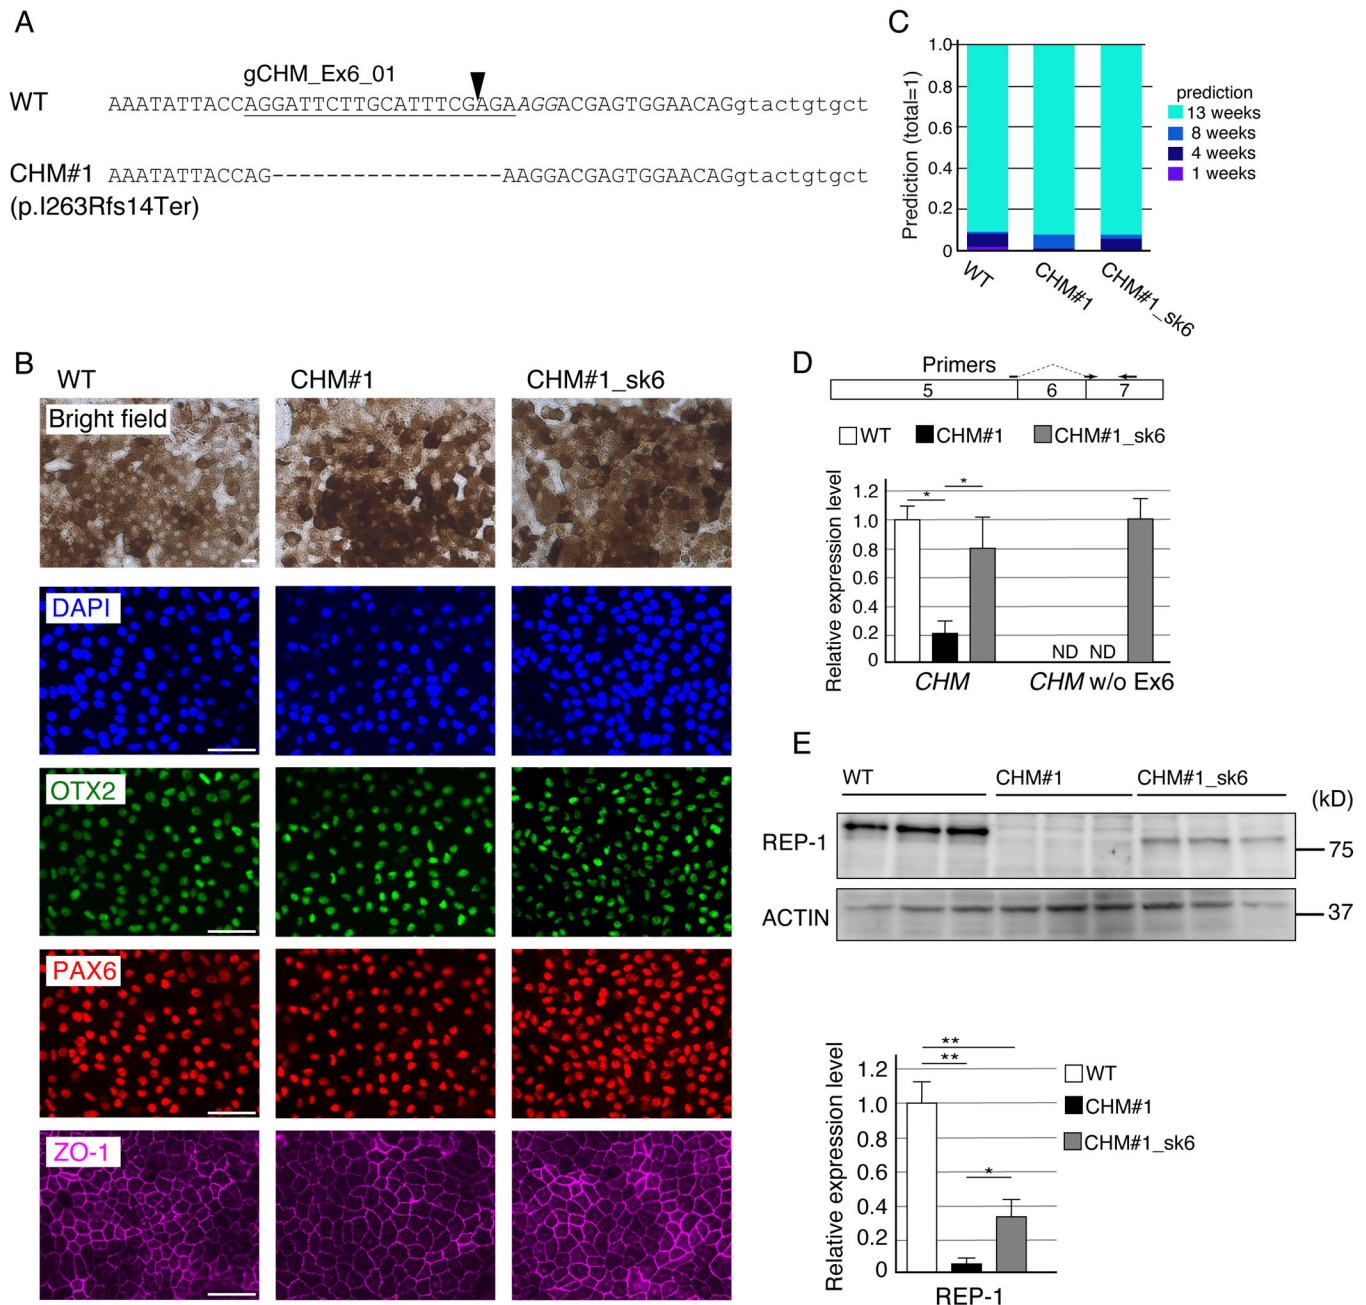 A
gCHM_Ex6_01
WT AAATATTACCAGGATTCTTGCATTTCGAGAAGGACGAGTGGAACAGgtactgtgct
CHM#1 AAATATTACCAG-----------------AAGGACGAGTGGAACAGgtactgtgct
(p.I263Rfs14Ter)
B
WT CHM#1 CHM#1_sk6
Bright field
DAPI
OTX2
PAX6
ZO-1
C
Prediction (total=1)
1.0
0.8
0.6
0.4
0.2
0
WT CHM#1 CHM#1_sk6
prediction
13 weeks
8 weeks
4 weeks
1 weeks
D
Primers
5 6 7
WT CHM#1 CHM#1_sk6
Relative expression level
1.2
1.0
0.8
0.6
0.4
0.2
0
* *
ND ND
CHM CHM w/o Ex6
E
WT CHM#1 CHM#1_sk6
(kD)
REP-1 75
ACTIN 37
Relative expression level
1.2
1.0
0.8
0.6
0.4
0.2
0
**
**
*
WT
CHM#1
CHM#1_sk6
REP-1